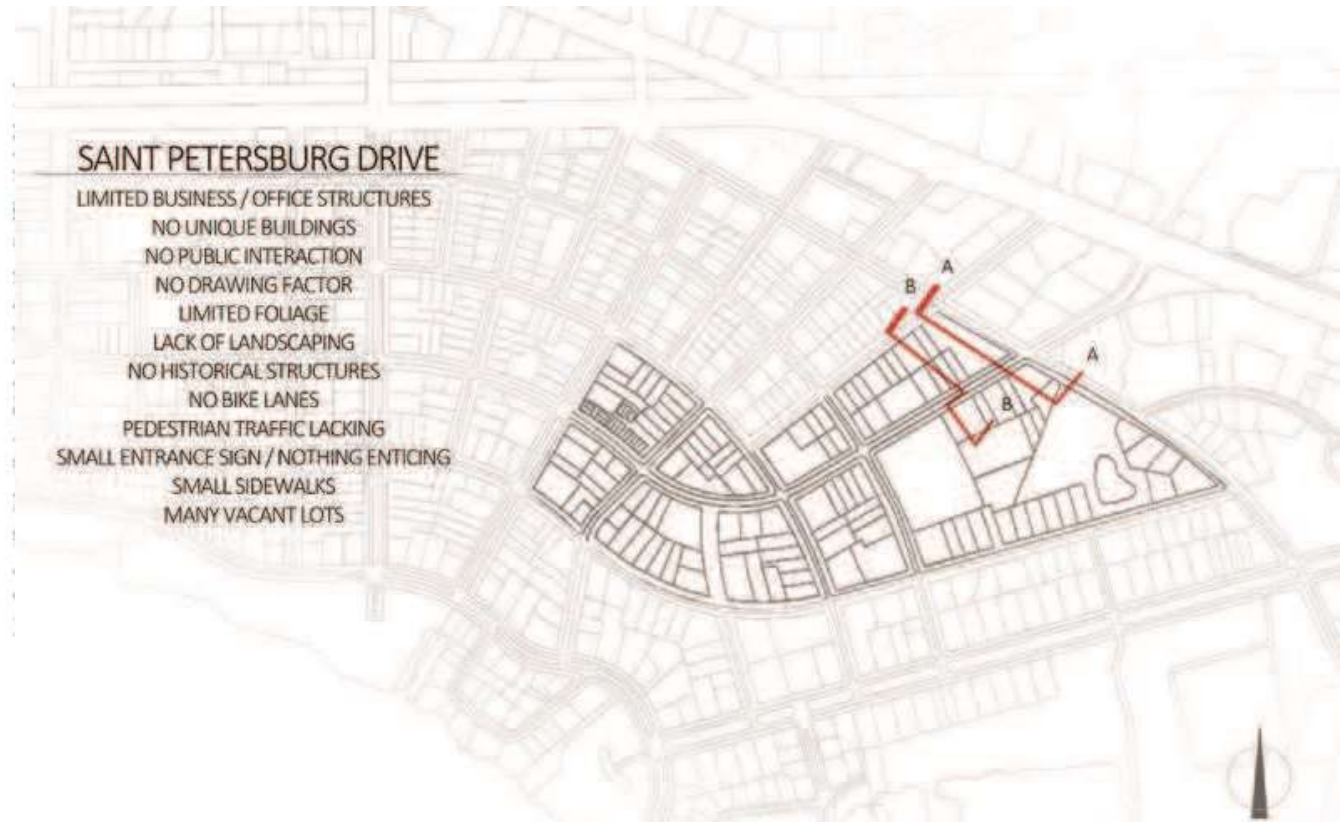 SAINT PETERSBURG DRIVE
LIMITED BUSINESS / OFFICE STRUCTURES
NO UNIQUE BUILDINGS
NO PUBLIC INTERACTION
NO DRAWING FACTOR
LIMITED FOLIAGE
LACK OF LANDSCAPING
NO HISTORICAL STRUCTURES
NO BIKE LANES
PEDESTRIAN TRAFFIC LACKING
SMALL ENTRANCE SIGN / NOTHING ENTICING
SMALL SIDEWALKS
MANY VACANT LOTS
A
B
A
B